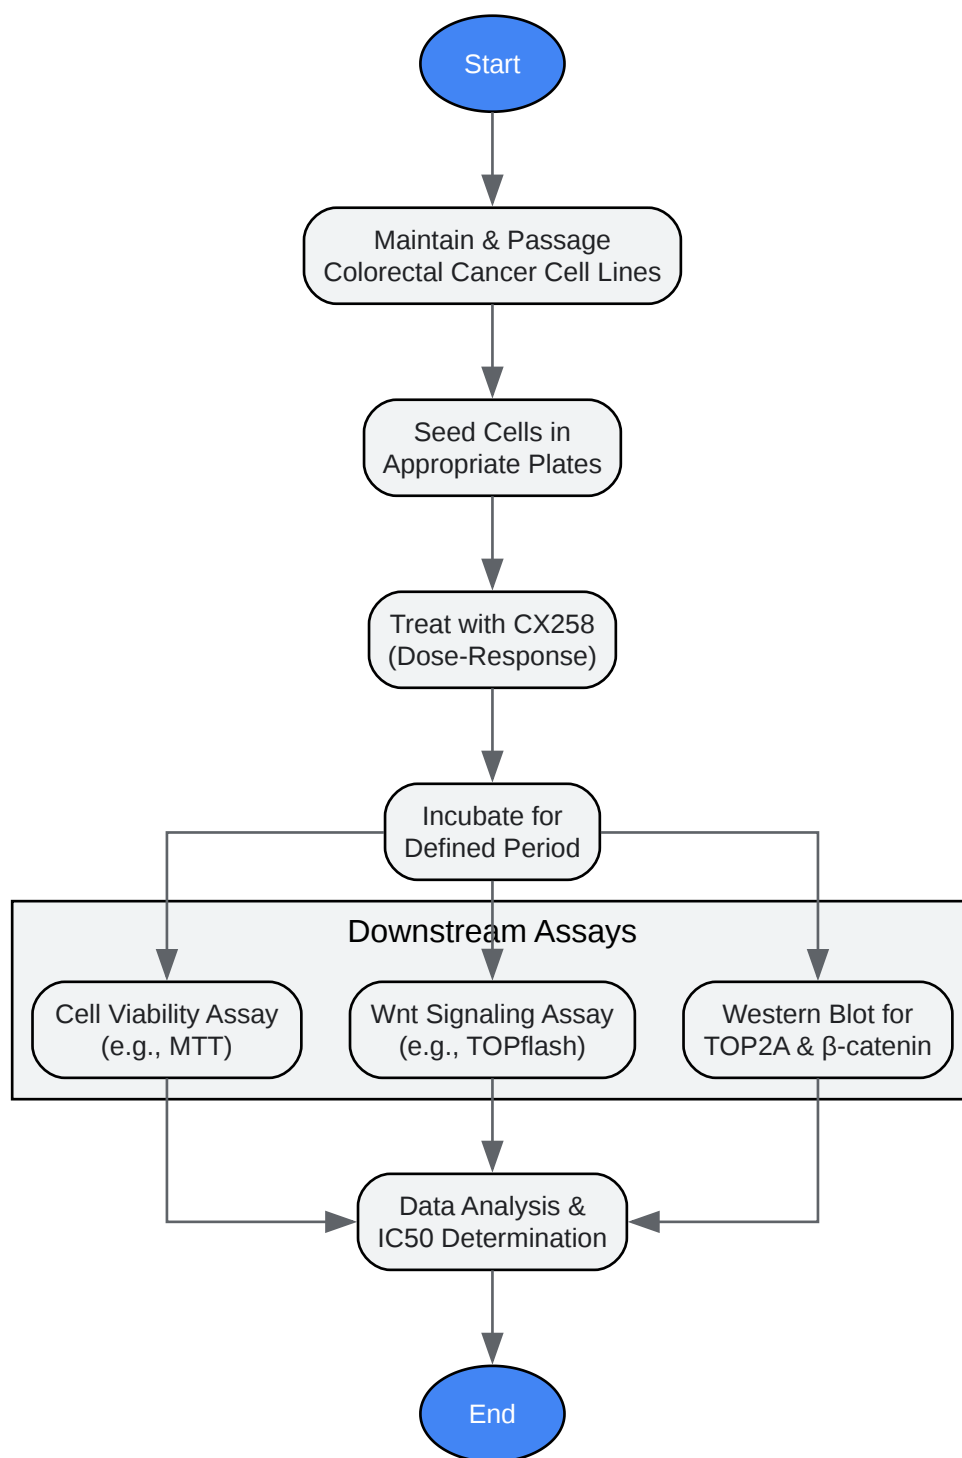 Start
Maintain & Passage
Colorectal Cancer Cell Lines
Seed Cells in
Appropriate Plates
Treat with CX258
(Dose-Response)
Incubate for
Defined Period
Downstream Assays
Cell Viability Assay
(e.g., MTT)
Wnt Signaling Assay
(e.g., TOPflash)
Western Blot for
TOP2A & β-catenin
Data Analysis &
IC50 Determination
End